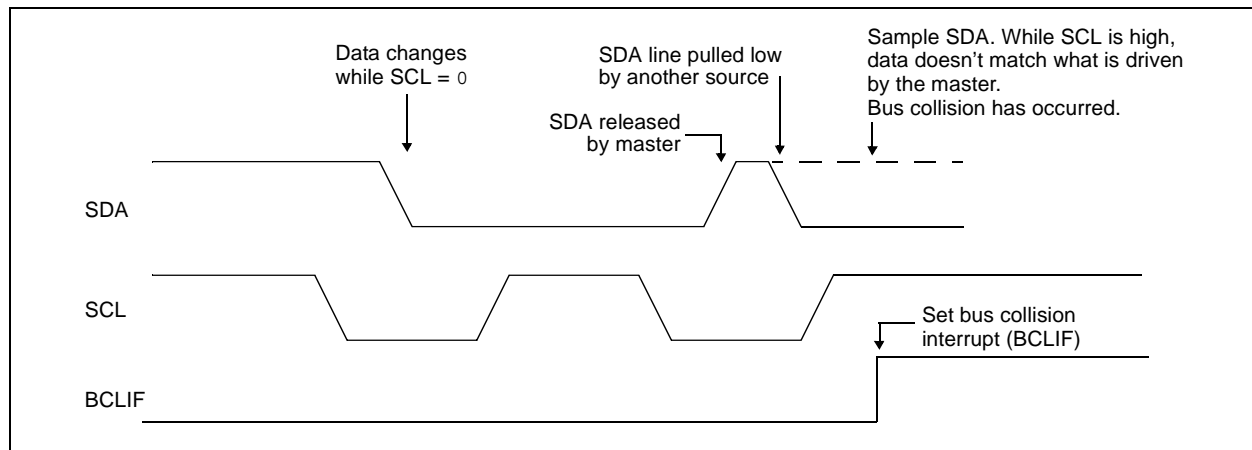 Data changes
while SCL = 0
SDA line pulled low
by another source
Sample SDA. While SCL is high,
data doesn't match what is driven
by the master.
Bus collision has occurred.
SDA released
by master
SDA
SCL
Set bus collision
interrupt (BCLIF)
BCLIF